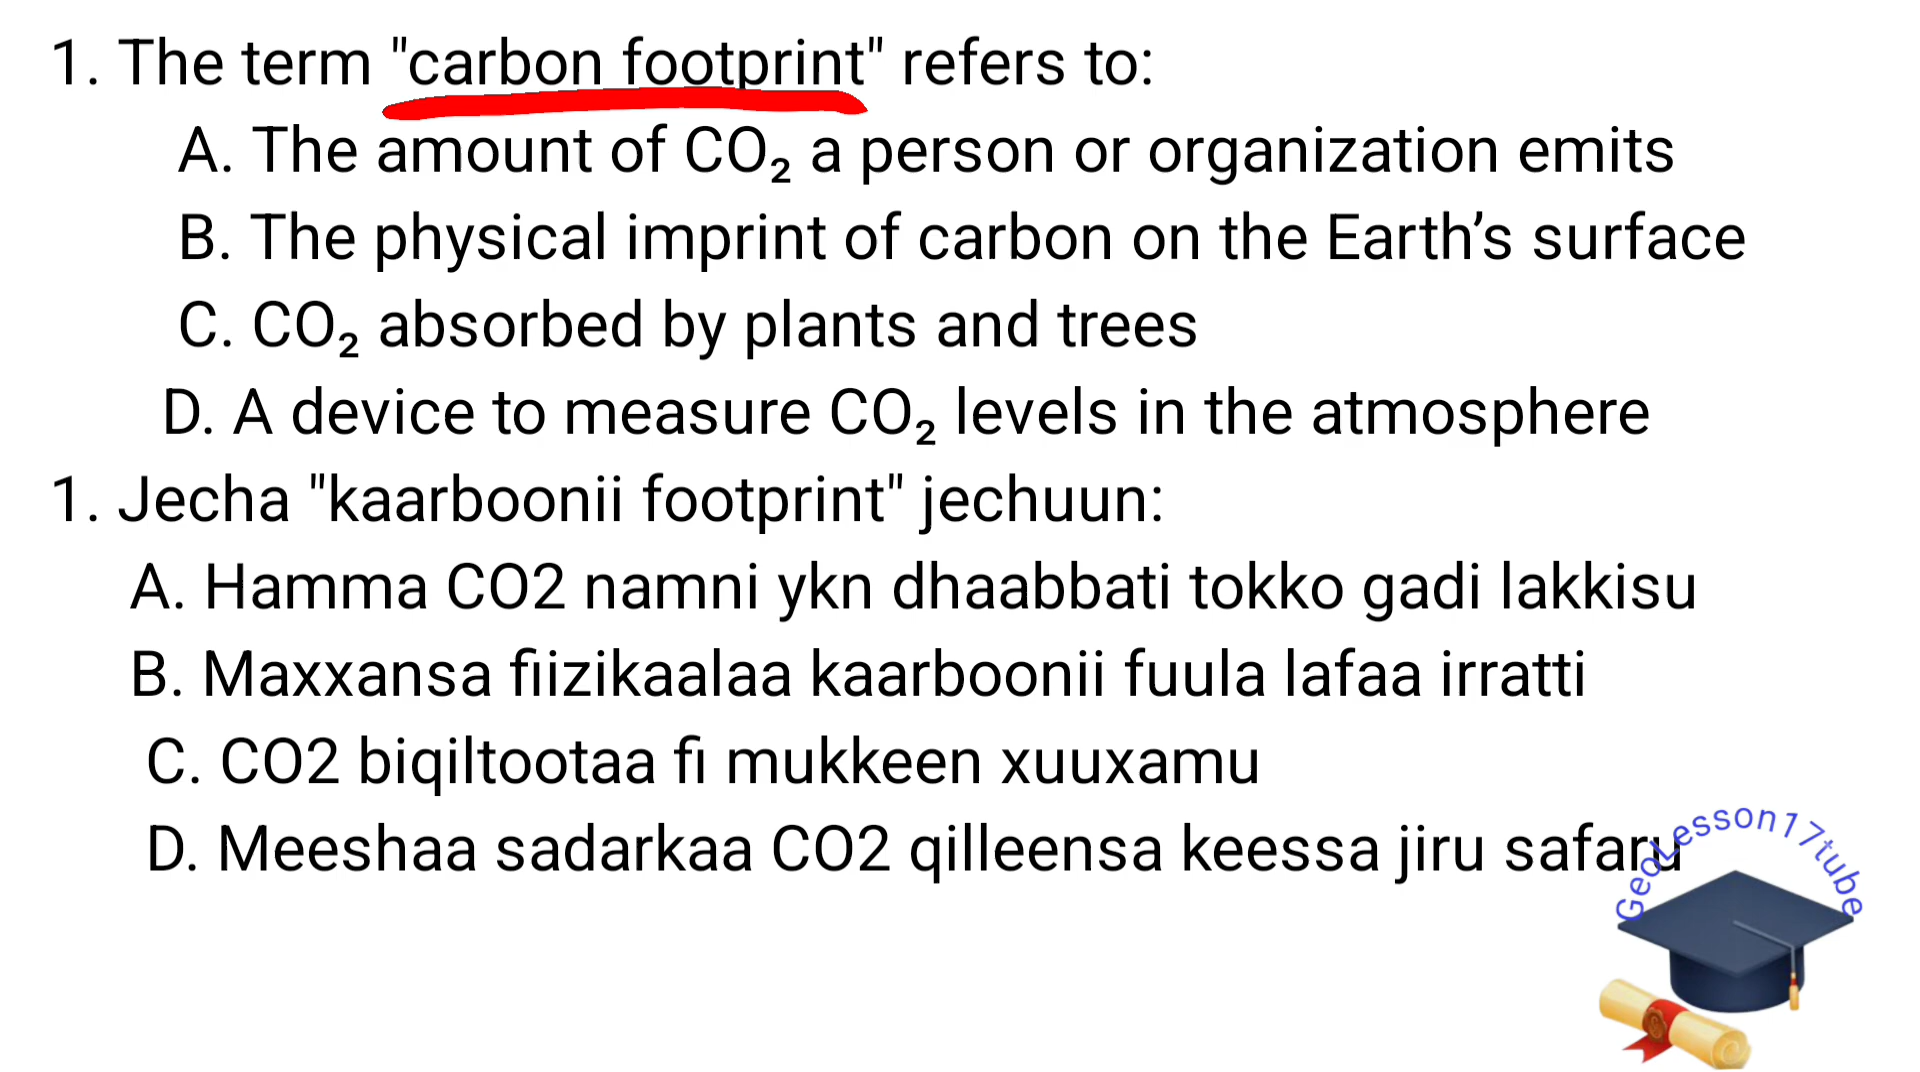 1. The term "carbon footprint" refers to:
A. The amount of CO₂ a person or organization emits
B. The physical imprint of carbon on the Earth’s surface
C. CO₂ absorbed by plants and trees
D. A device to measure CO₂ levels in the atmosphere
1. Jecha "kaarboonii footprint" jechuun:
A. Hamma CO2 namni ykn dhaabbati tokko gadi lakkisu
B. Maxxansa fiizikaalaa kaarboonii fuula lafaa irratti
C. CO2 biqiltootaa fi mukkeen xuuxamu
D. Meeshaa sadarkaa CO2 qilleensa keessa jiru safaru
GeoLesson17tube